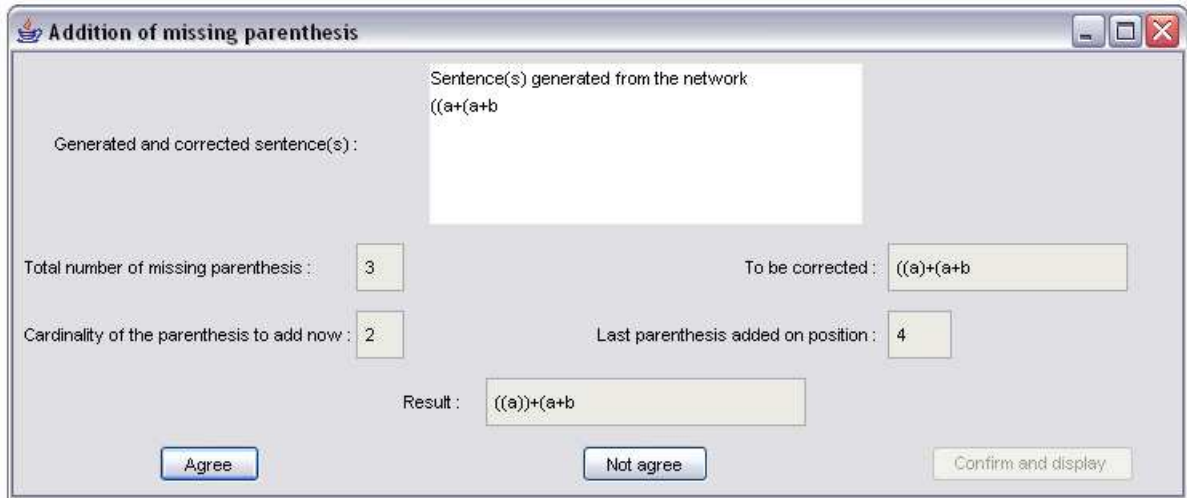 Addition of missing parenthesis
Sentence(s) generated from the network
((a+(a+b
Generated and corrected sentence(s) :
Total number of missing parenthesis : 3
To be corrected : ((a)+(a+b
Cardinality of the parenthesis to add now : 2
Last parenthesis added on position : 4
Result : ((a))+(a+b
Agree
Not agree
Confirm and display